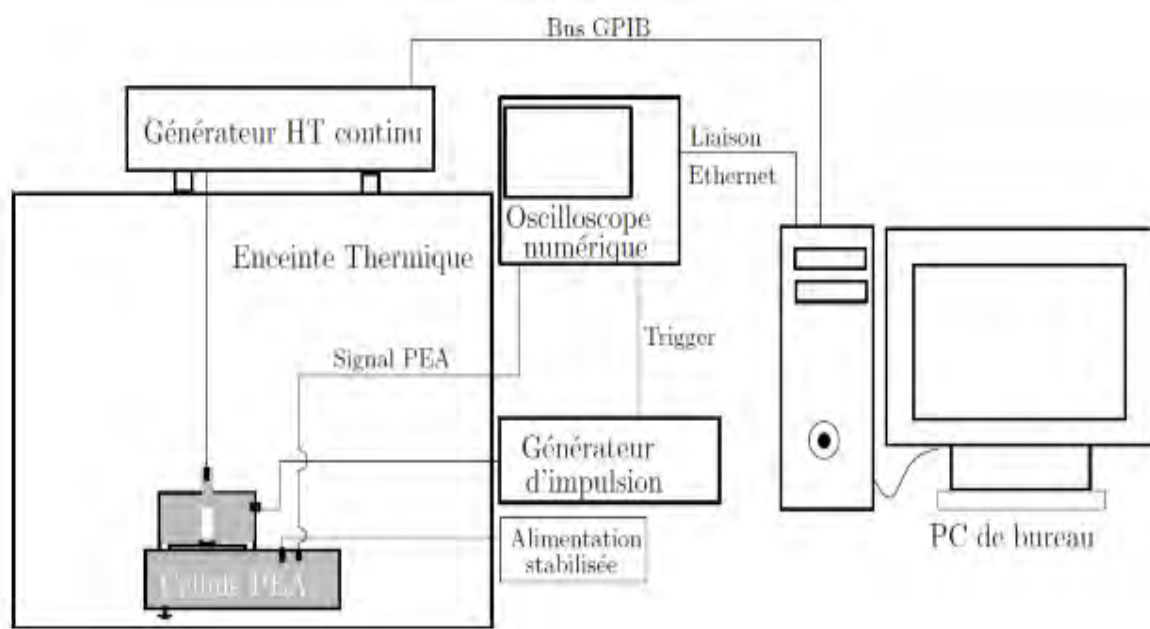 Bus GPIB
Générateur HT continu
Liaison
Ethernet
Oscilloscope
numérique
Enceinte Thermique
Trigger
Signal PEA
Générateur
d'impulsion
Alimentation
stabilisée
PC de bureau
Cellule PEA